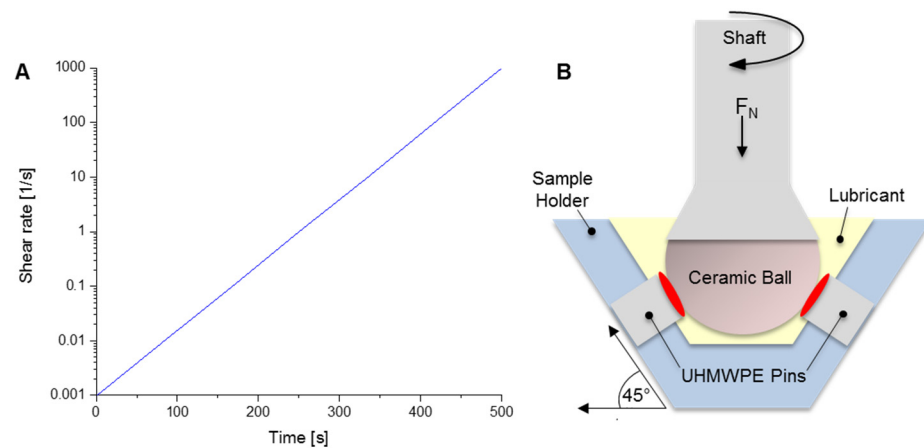 A
1000
100
10
1
0.1
0.01
0.001
0
100
200
300
400
500
Shear rate [1/s]
Time [s]
B
Shaft
F_N
Sample
Holder
Lubricant
Ceramic Ball
UHMWPE Pins
45°